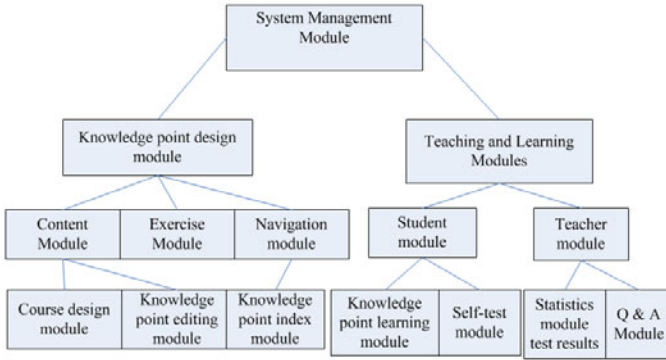 System Management
Module
Knowledge point design
module
Teaching and Learning
Modules
Content
Module
Exercise
Module
Navigation
module
Student
module
Teacher
module
Course design
module
Knowledge
point editing
module
Knowledge
point index
module
Knowledge
point learning
module
Self-test
module
Statistics
module
test results
Q & A
Module